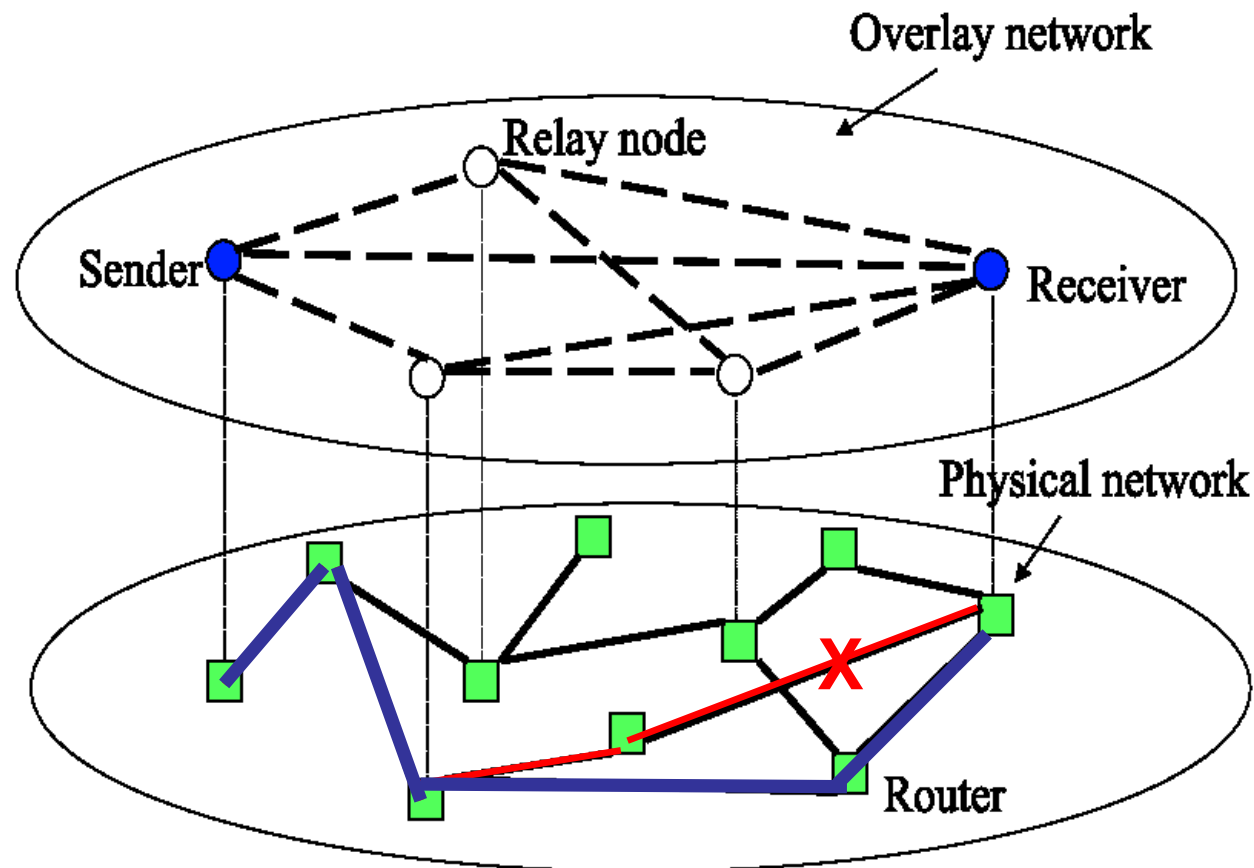 Overlay network
Relay node
Sender
Receiver
Physical network
X
Router